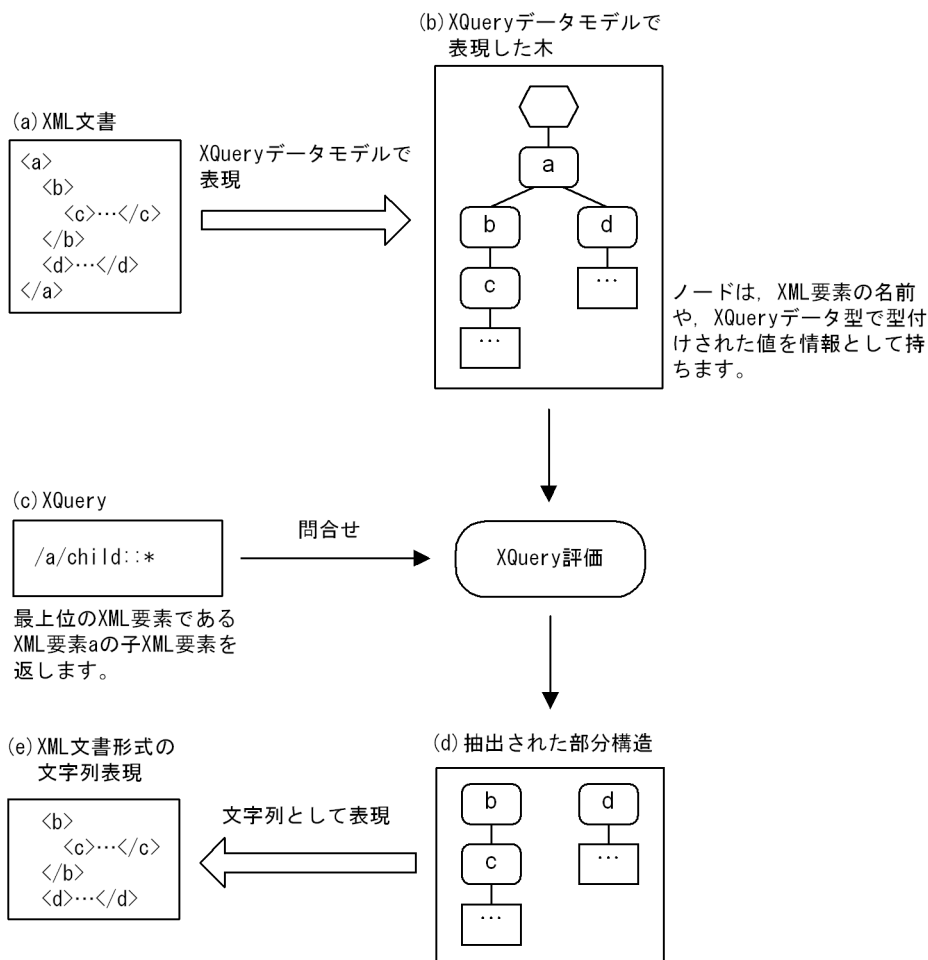 (b)XQueryデータモデルで
表現した木
(a)XML文書
<a>
<b>
<c>…</c>
</b>
<d>…</d>
</a>
XQueryデータモデルで
表現
a
b
d
c
…
…
ノードは，XML要素の名前
や，XQueryデータ型で型付
けされた値を情報として持
ちます。
(c)XQuery
/a/child::*
問合せ
XQuery評価
最上位のXML要素である
XML要素aの子XML要素を
返します。
(e)XML文書形式の
文字列表現
<b>
<c>…</c>
</b>
<d>…</d>
文字列として表現
(d)抽出された部分構造
b
d
c
…
…